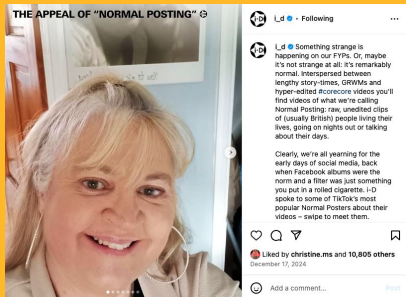 THE APPEAL OF "NORMAL POSTING"
i_d • Following
i_d Something strange is
happening on our FYPs. Or, maybe
it's not strange at all: it's remarkably
normal. Interspersed between
lengthy story-times, GRWMs and
hyper-edited #corecore videos you'll
find videos of what we're calling
Normal Posting: raw, unedited clips
of (usually British) people living their
lives, going on nights out or talking
about their days.
Clearly, we're all yearning for the
early days of social media, back
when Facebook albums were the
norm and a filter was just something
you put in a rolled cigarette. i-D
spoke to some of TikTok's most
popular Normal Posters about their
videos – swipe to meet them.
Liked by christine.ms and 10,805 others
December 17, 2024
Add a comment...
Post